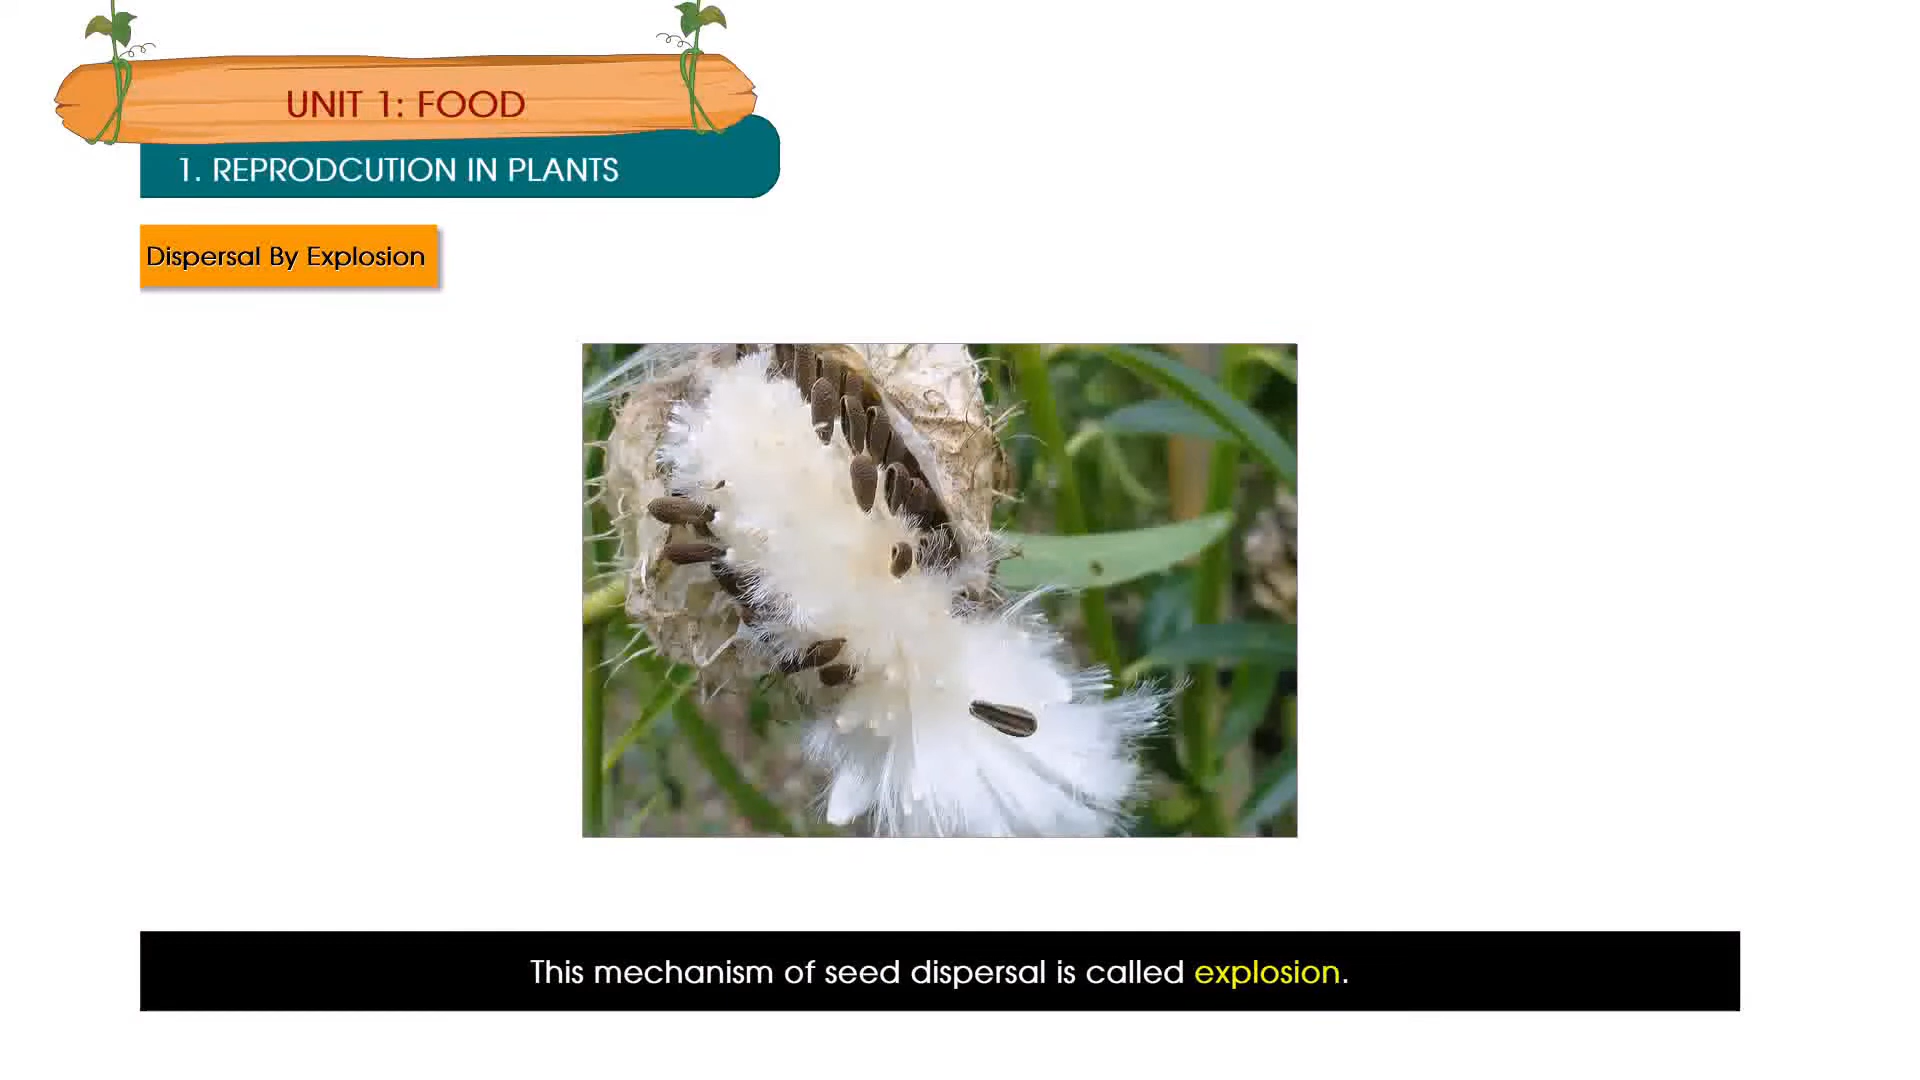 UNIT 1: FOOD
1. REPRODCUTION IN PLANTS
Dispersal By Explosion
This mechanism of seed dispersal is called explosion.